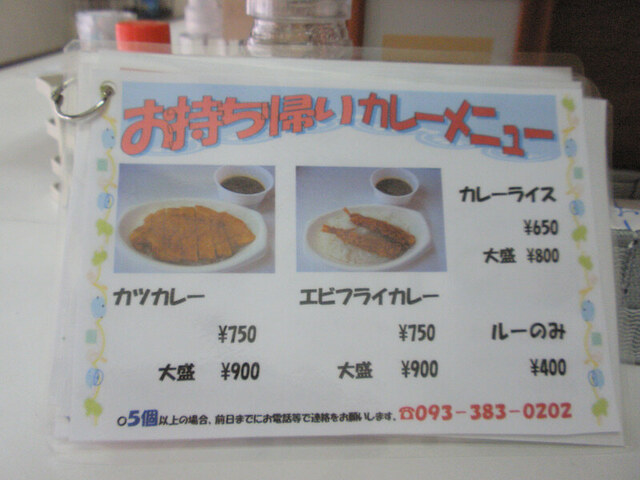 お持ち帰りカレーメニュー
カツカレー
¥750
大盛 ¥900
エビフライカレー
¥750
大盛 ¥900
カレーライス
¥650
大盛 ¥800
ルーのみ
¥400
○5個以上の場合、前日までにお電話等で連絡をお願いします。☎093-383-0202